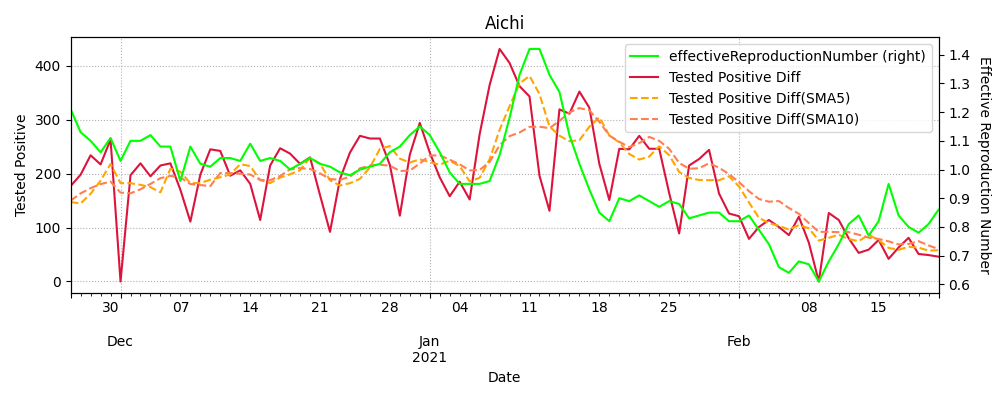 Aichi
effectiveReproductionNumber (right)
Tested Positive Diff
Tested Positive Diff(SMA5)
Tested Positive Diff(SMA10)
Tested Positive
400
300
200
100
0
Effective Reproduction Number
1.4
1.3
1.2
1.1
1.0
0.9
0.8
0.7
0.6
30 07 14 21 28 04 11 18 25 08 15
Dec Jan Feb
2021
Date